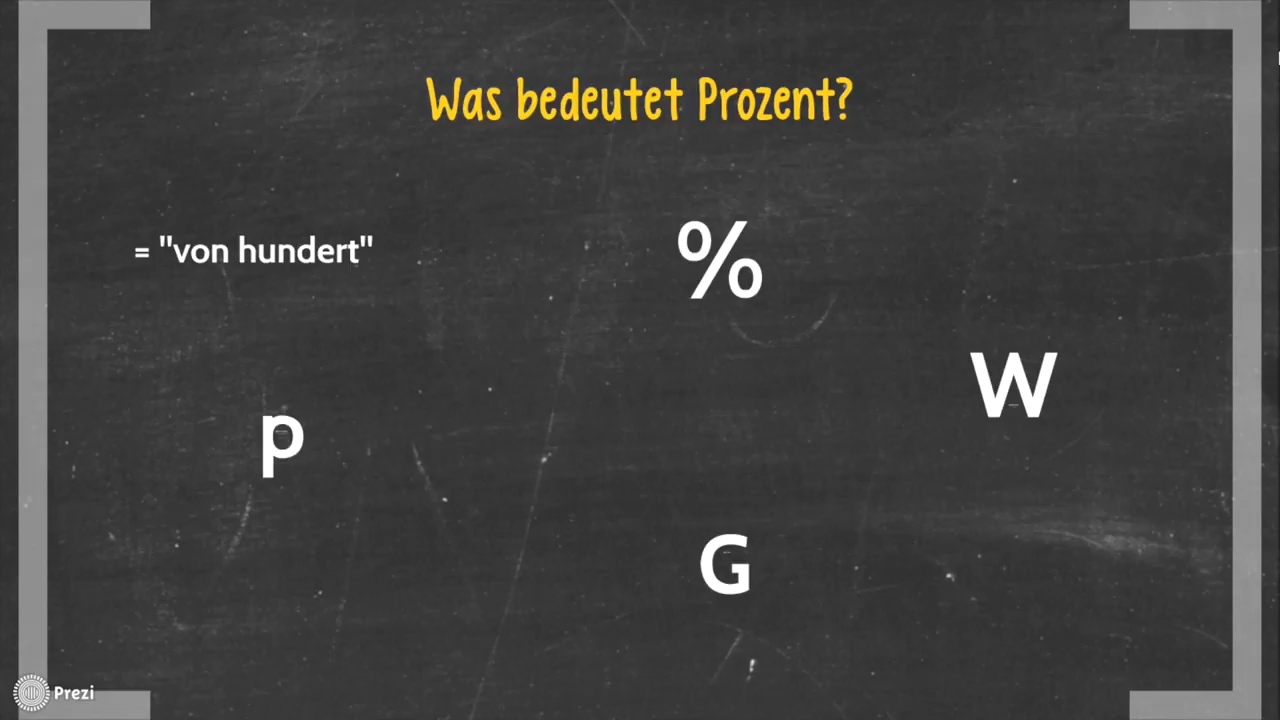 Was bedeutet Prozent?
= "von hundert"
%
W
p
G
Prezi